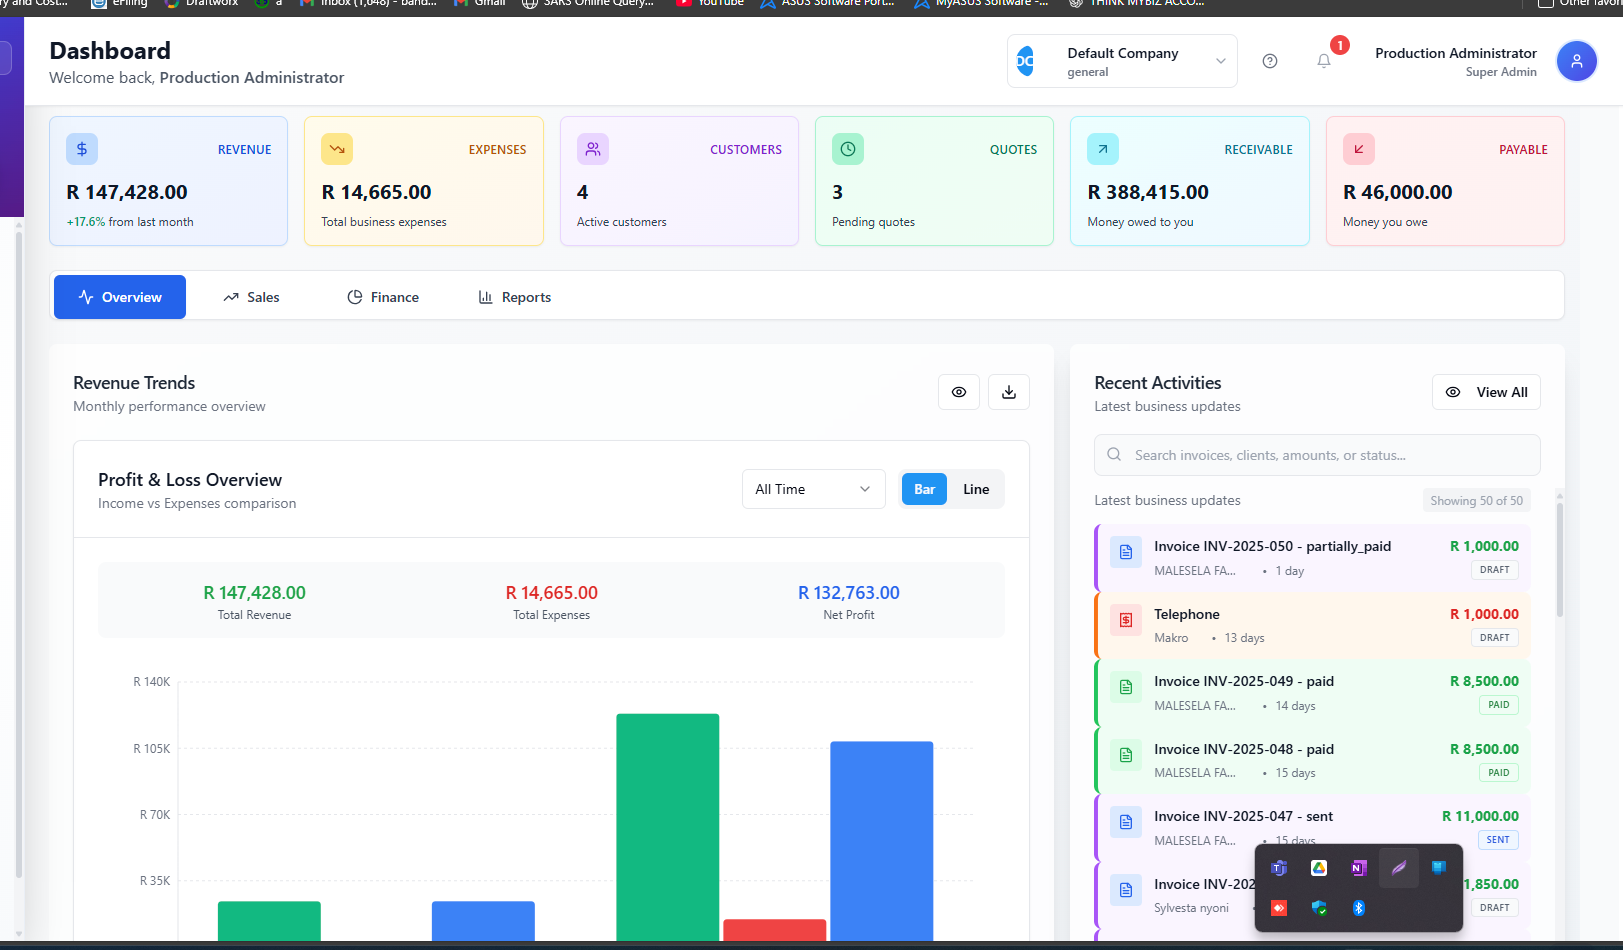 ry and Cost...
eFiling
Draftworx
a
Inbox (1,648) - band...
Gmail
SARS Online Query...
YouTube
ASUS Software Port...
MyASUS Software -...
THINK MYBIZ ACCO...
Other favori
Dashboard
Welcome back, Production Administrator
DC
Default Company
general
1
Production Administrator
Super Admin
REVENUE
R 147,428.00
+17.6% from last month
EXPENSES
R 14,665.00
Total business expenses
CUSTOMERS
4
Active customers
QUOTES
3
Pending quotes
RECEIVABLE
R 388,415.00
Money owed to you
PAYABLE
R 46,000.00
Money you owe
Overview
Sales
Finance
Reports
Revenue Trends
Monthly performance overview
Profit & Loss Overview
Income vs Expenses comparison
All Time
Bar
Line
R 147,428.00
Total Revenue
R 14,665.00
Total Expenses
R 132,763.00
Net Profit
R 140K
R 105K
R 70K
R 35K
Recent Activities
Latest business updates
View All
Search invoices, clients, amounts, or status...
Latest business updates
Showing 50 of 50
Invoice INV-2025-050 - partially_paid
R 1,000.00
MALESELA FA... • 1 day
DRAFT
Telephone
R 1,000.00
Makro • 13 days
DRAFT
Invoice INV-2025-049 - paid
R 8,500.00
MALESELA FA... • 14 days
PAID
Invoice INV-2025-048 - paid
R 8,500.00
MALESELA FA... • 15 days
PAID
Invoice INV-2025-047 - sent
R 11,000.00
MALESELA FA... • 15 days
SENT
Invoice INV-202
1,850.00
Sylvesta nyoni
DRAFT